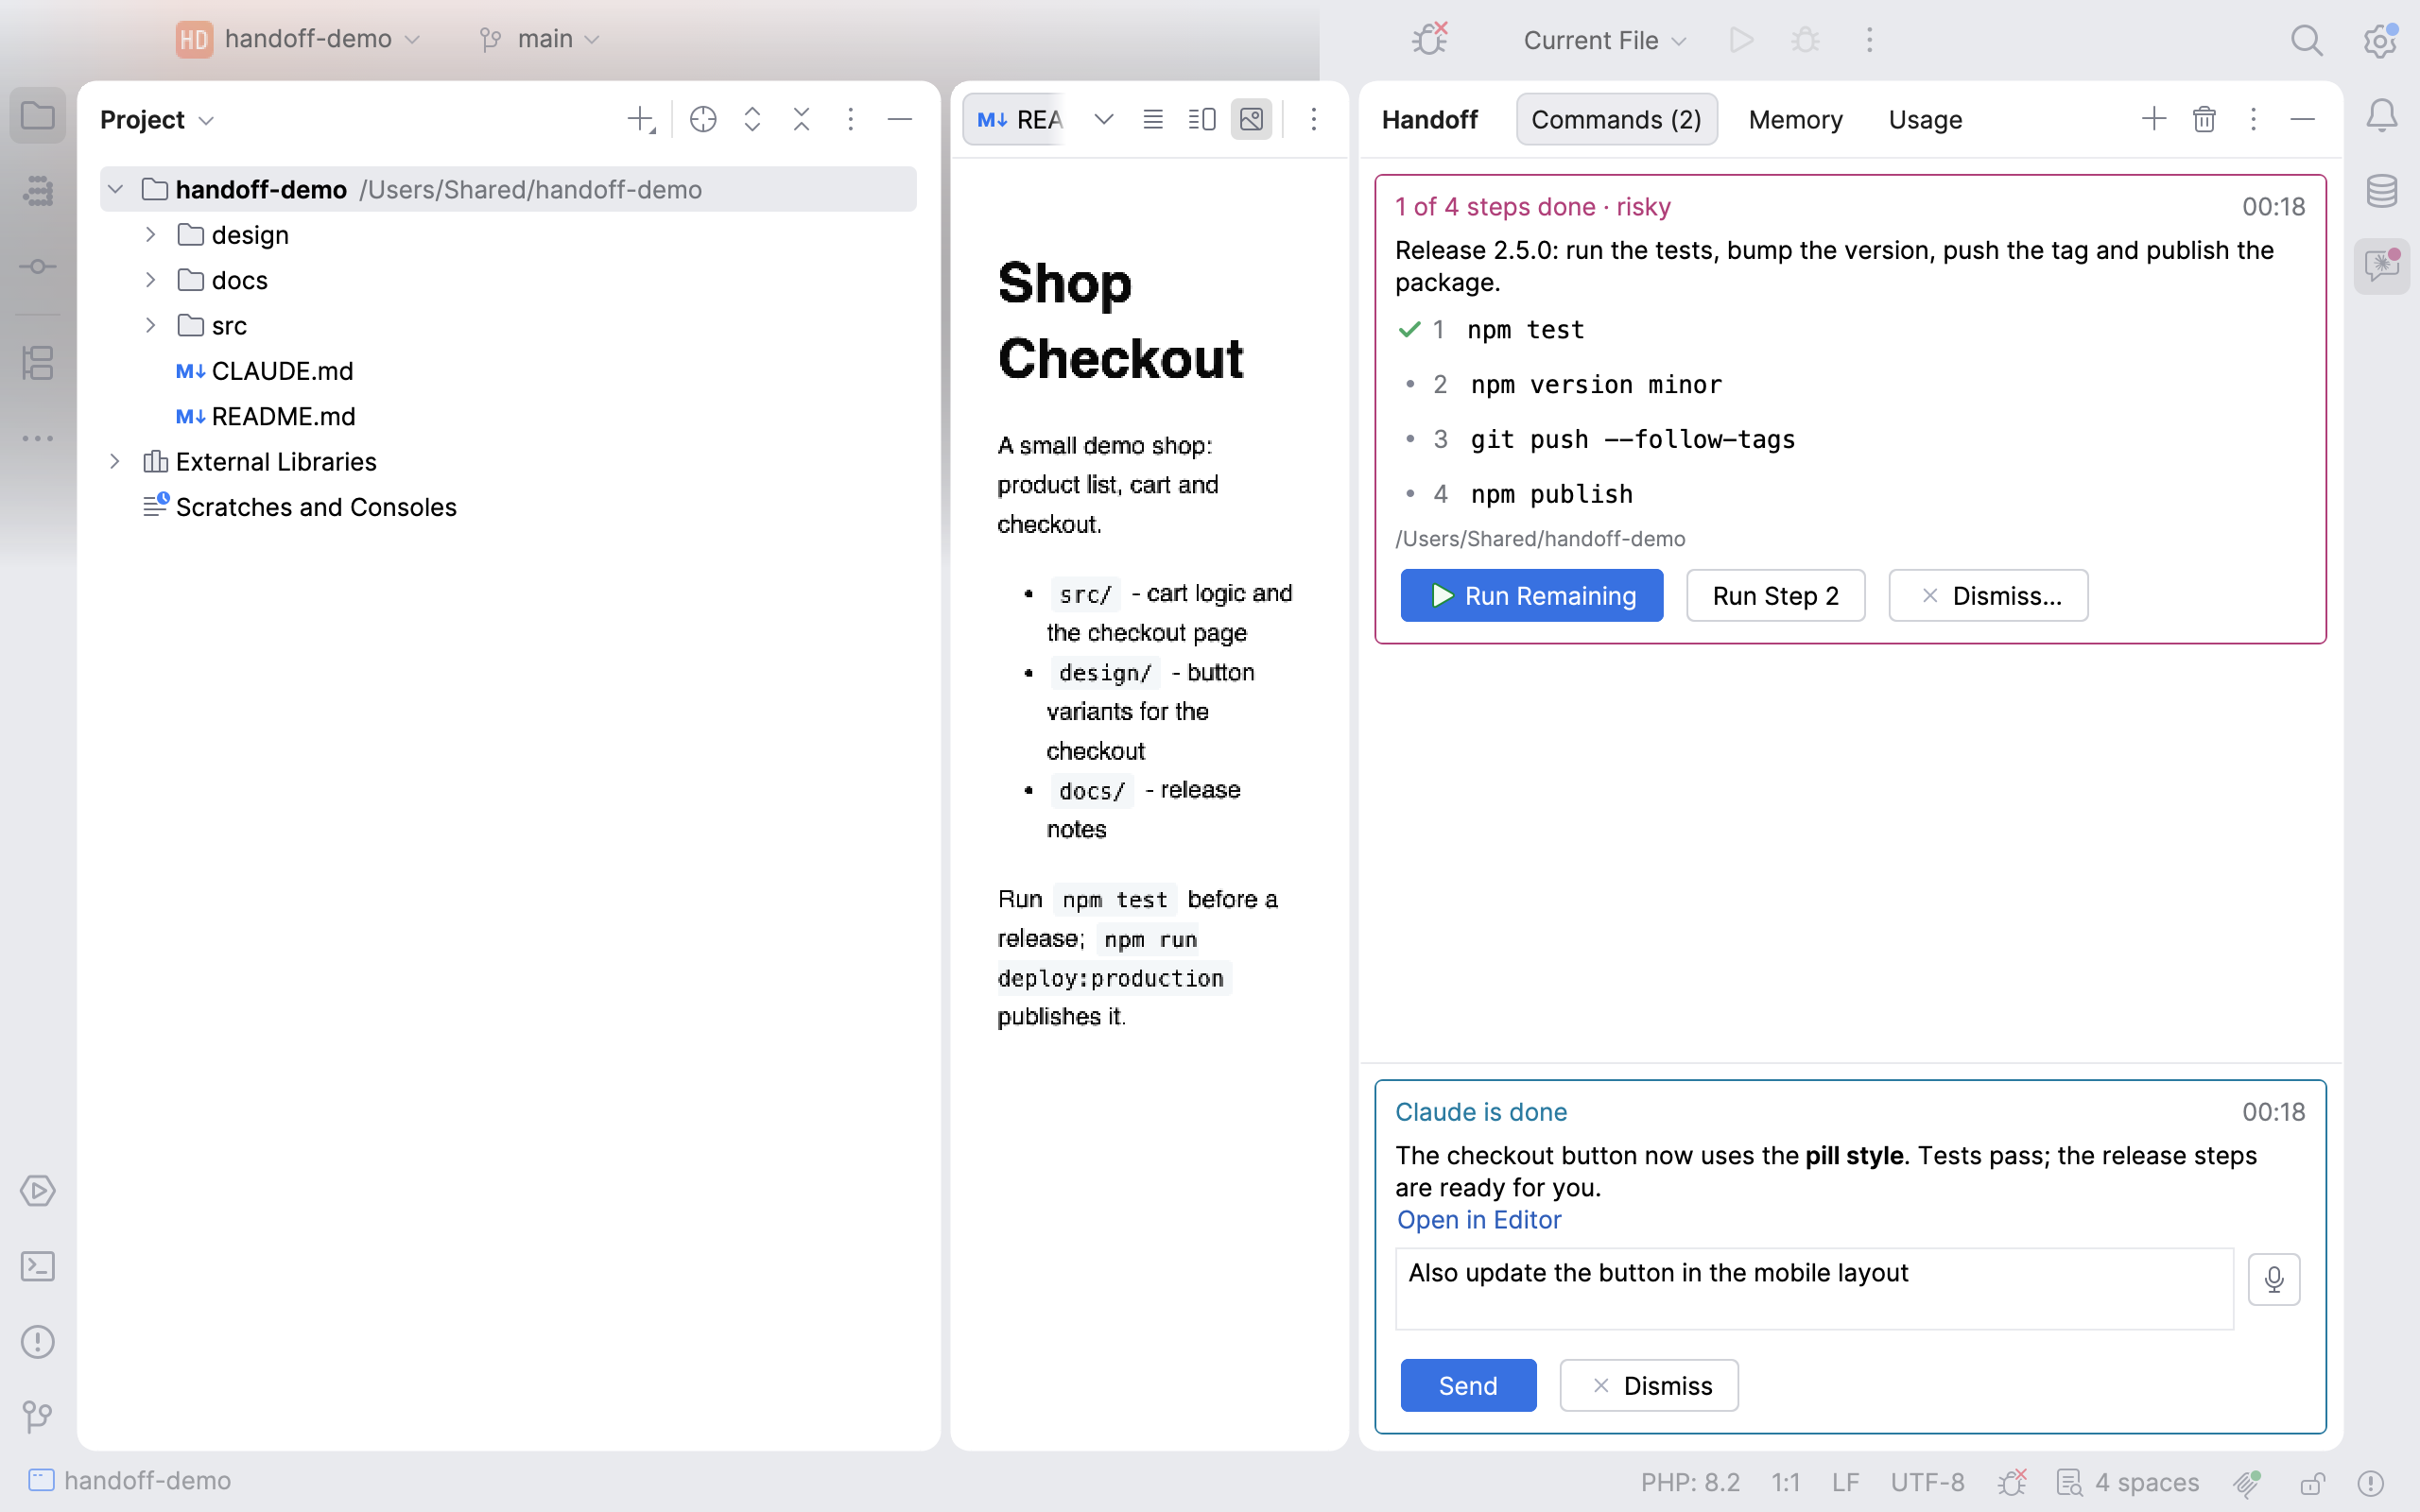 HD handoff-demo main
Current File
Project
handoff-demo /Users/Shared/handoff-demo
design
docs
src
M↓ CLAUDE.md
M↓ README.md
External Libraries
Scratches and Consoles
M↓ REA
Shop
Checkout
A small demo shop:
product list, cart and
checkout.
• src/ - cart logic and
the checkout page
• design/ - button
variants for the
checkout
• docs/ - release
notes
Run npm test before a
release; npm run
deploy:production
publishes it.
Handoff Commands (2) Memory Usage
1 of 4 steps done · risky 00:18
Release 2.5.0: run the tests, bump the version, push the tag and publish the
package.
1 npm test
• 2 npm version minor
• 3 git push --follow-tags
• 4 npm publish
/Users/Shared/handoff-demo
Run Remaining Run Step 2 Dismiss...
Claude is done 00:18
The checkout button now uses the pill style. Tests pass; the release steps
are ready for you.
Open in Editor
Also update the button in the mobile layout
Send Dismiss
handoff-demo
PHP: 8.2 1:1 LF UTF-8 4 spaces